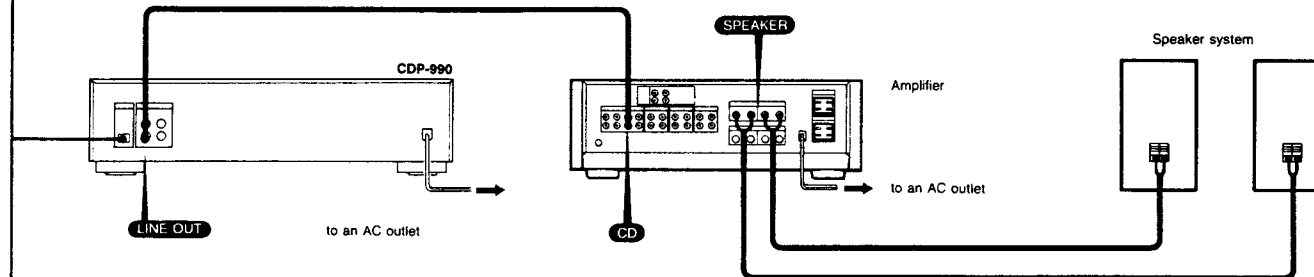 SPEAKER
Speaker system
CDP-990
Amplifier
to an AC outlet
LINE OUT
to an AC outlet
CD